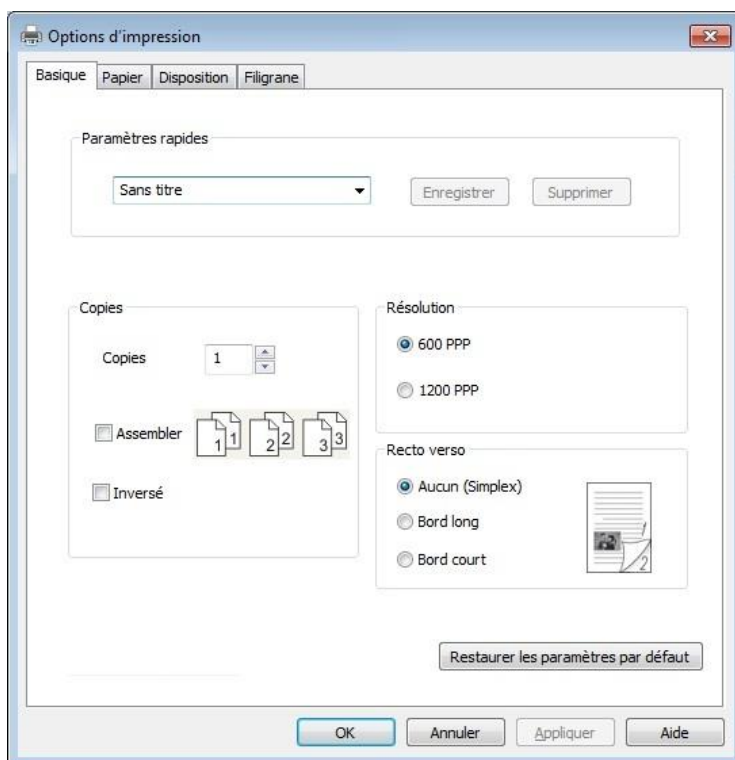 Options d'impression
Basique Papier Disposition Filigrane
Paramètres rapides
Sans titre Enregistrer Supprimer
Copies
Copies 1
Assembler 1 1 2 2 3 3
Inversé
Résolution
600 PPP
1200 PPP
Recto verso
Aucun (Simplex)
Bord long
Bord court
1
2
Restaurer les paramètres par défaut
OK Annuler Appliquer Aide